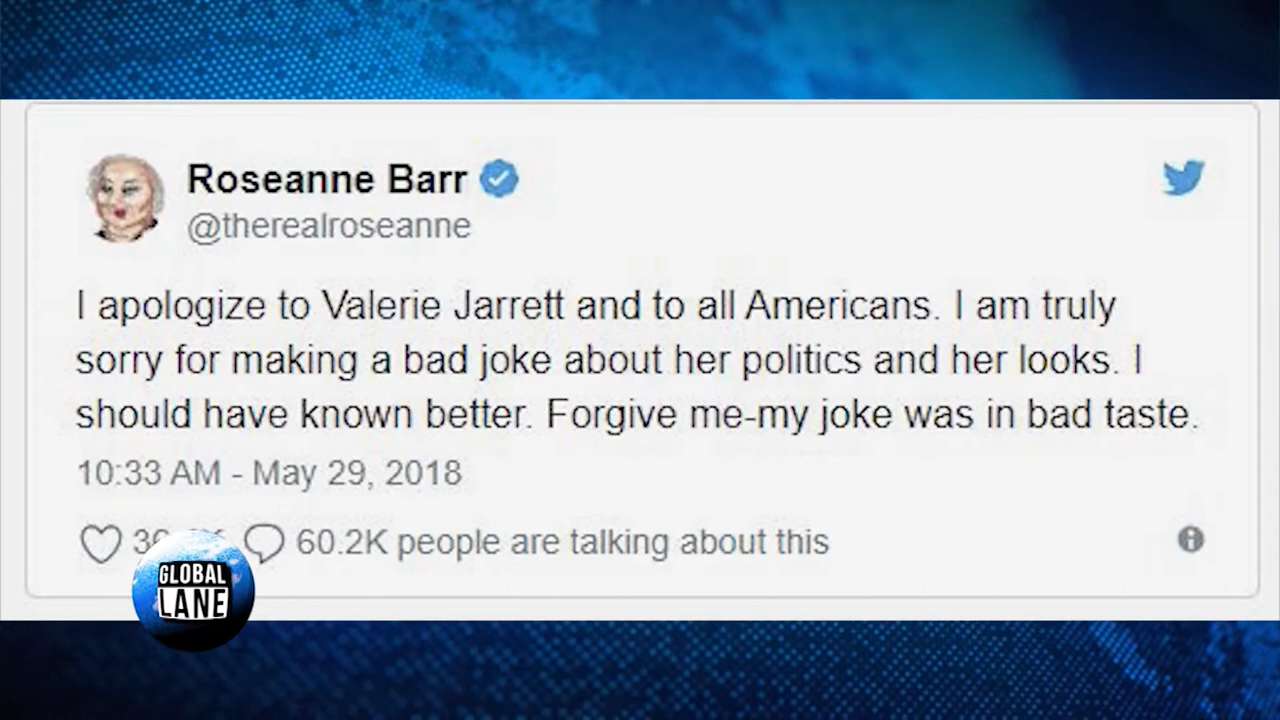 Roseanne Barr
@therealroseanne
I apologize to Valerie Jarrett and to all Americans. I am truly
sorry for making a bad joke about her politics and her looks. I
should have known better. Forgive me-my joke was in bad taste.
10:33 AM - May 29, 2018
60.2K people are talking about this
GLOBAL
LANE